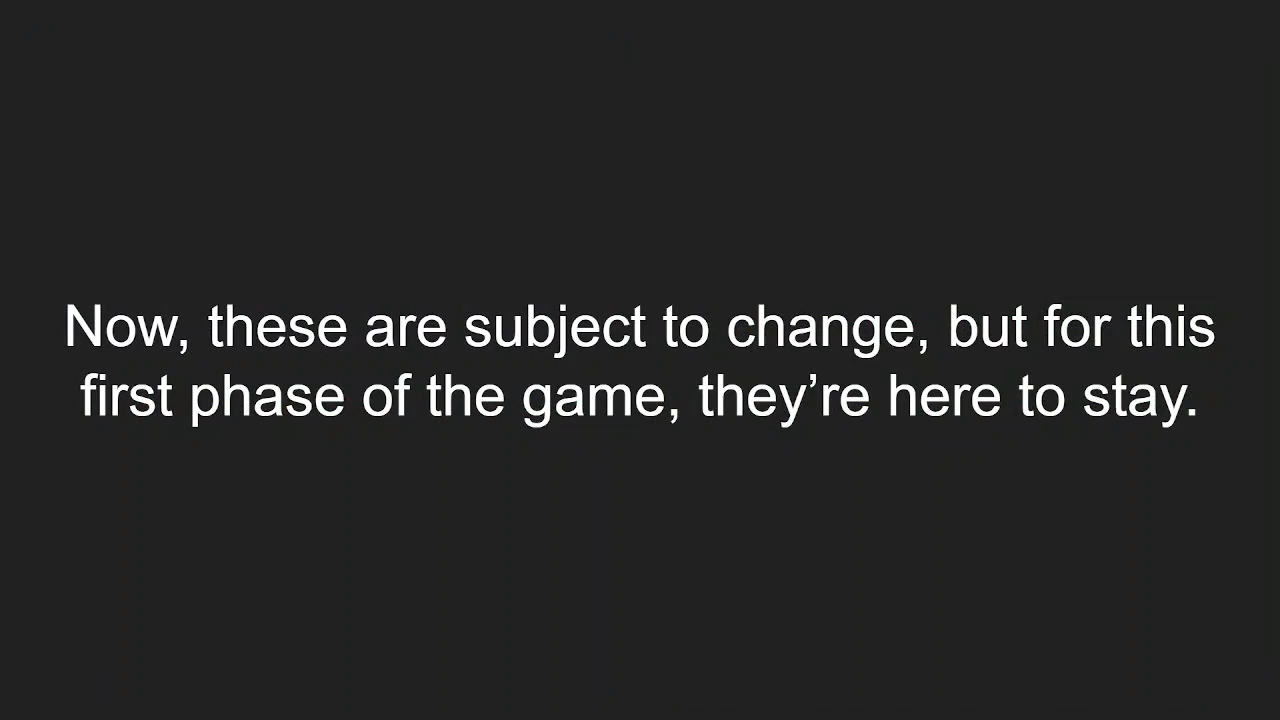 Now, these are subject to change, but for this
first phase of the game, they’re here to stay.